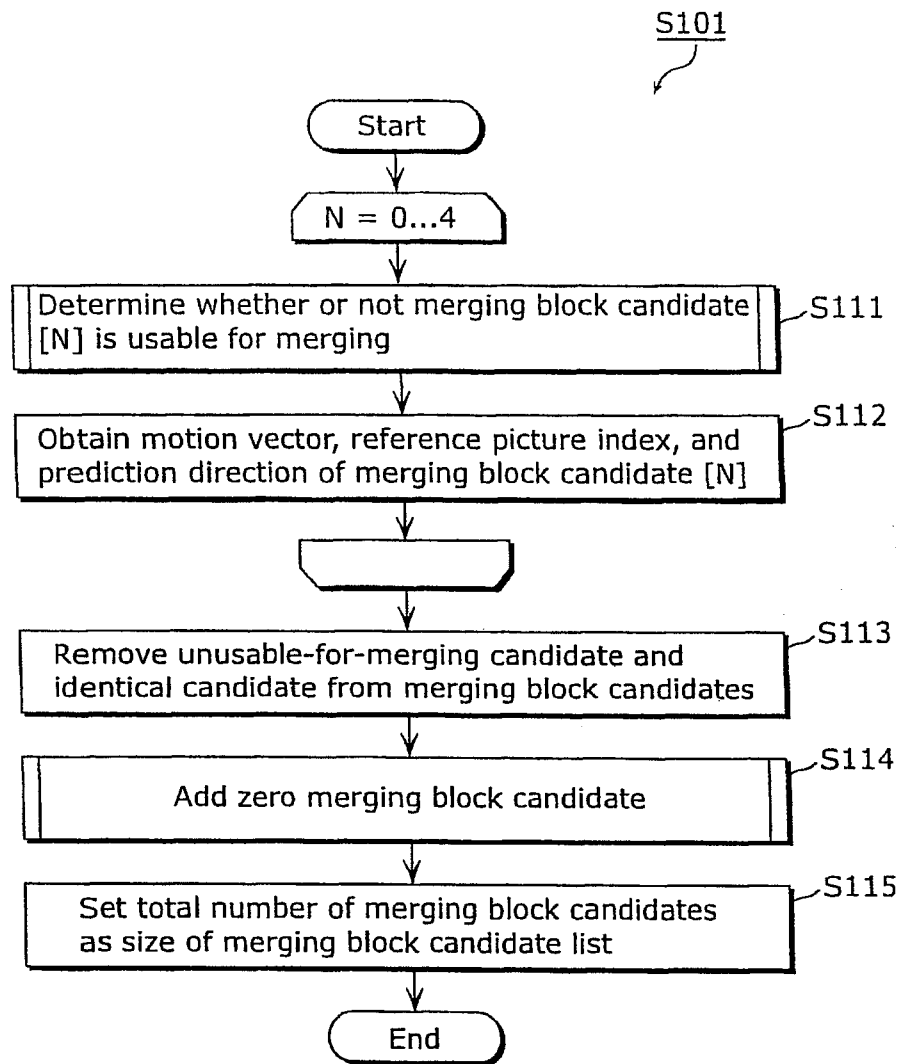 S101
Start
N = 0...4
Determine whether or not merging block candidate
[N] is usable for merging
S111
Obtain motion vector, reference picture index, and
prediction direction of merging block candidate [N]
S112
Remove unusable-for-merging candidate and
identical candidate from merging block candidates
S113
Add zero merging block candidate
S114
Set total number of merging block candidates
as size of merging block candidate list
S115
End